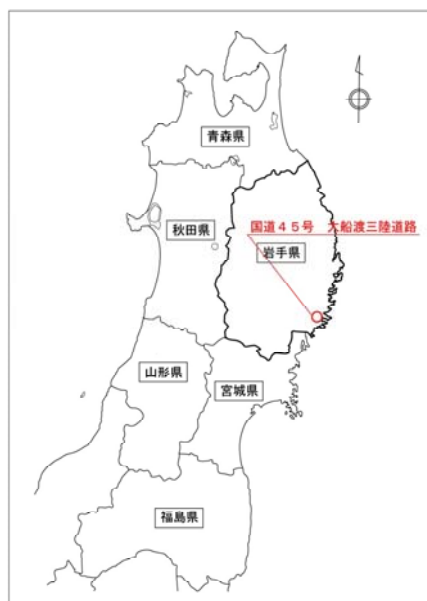 青森県
秋田県
国道４５号　大船渡三陸道路
岩手県
山形県
宮城県
福島県